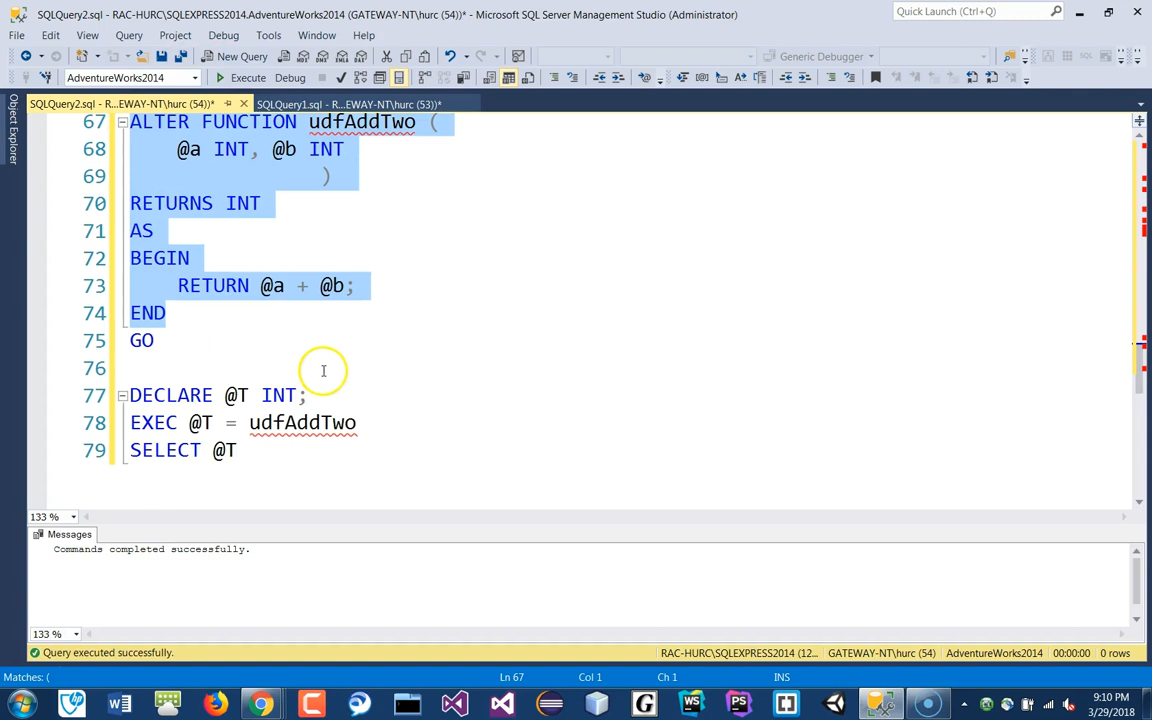 SQLQuery2.sql - RAC-HURC\SQLEXPRESS2014.AdventureWorks2014 (GATEWAY-NT\hurc (54))* - Microsoft SQL Server Management Studio (Administrator)
Quick Launch (Ctrl+Q)
File Edit View Query Project Debug Tools Window Help
New Query
Generic Debugger
AdventureWorks2014
Execute Debug
SQLQuery2.sql - R...EWAY-NT\hurc (54))*
SQLQuery1.sql - R...EWAY-NT\hurc (53))*
Object Explorer
67 ALTER FUNCTION udfAddTwo (
68 @a INT, @b INT
69 )
70 RETURNS INT
71 AS
72 BEGIN
73 RETURN @a + @b;
74 END
75 GO
76
77 DECLARE @T INT;
78 EXEC @T = udfAddTwo
79 SELECT @T
133 %
Messages
Commands completed successfully.
133 %
Query executed successfully.
RAC-HURC\SQLEXPRESS2014 (12... GATEWAY-NT\hurc (54) AdventureWorks2014 00:00:00 0 rows
Matches: ( Ln 67 Col 1 Ch 1 INS
9:10 PM
3/29/2018